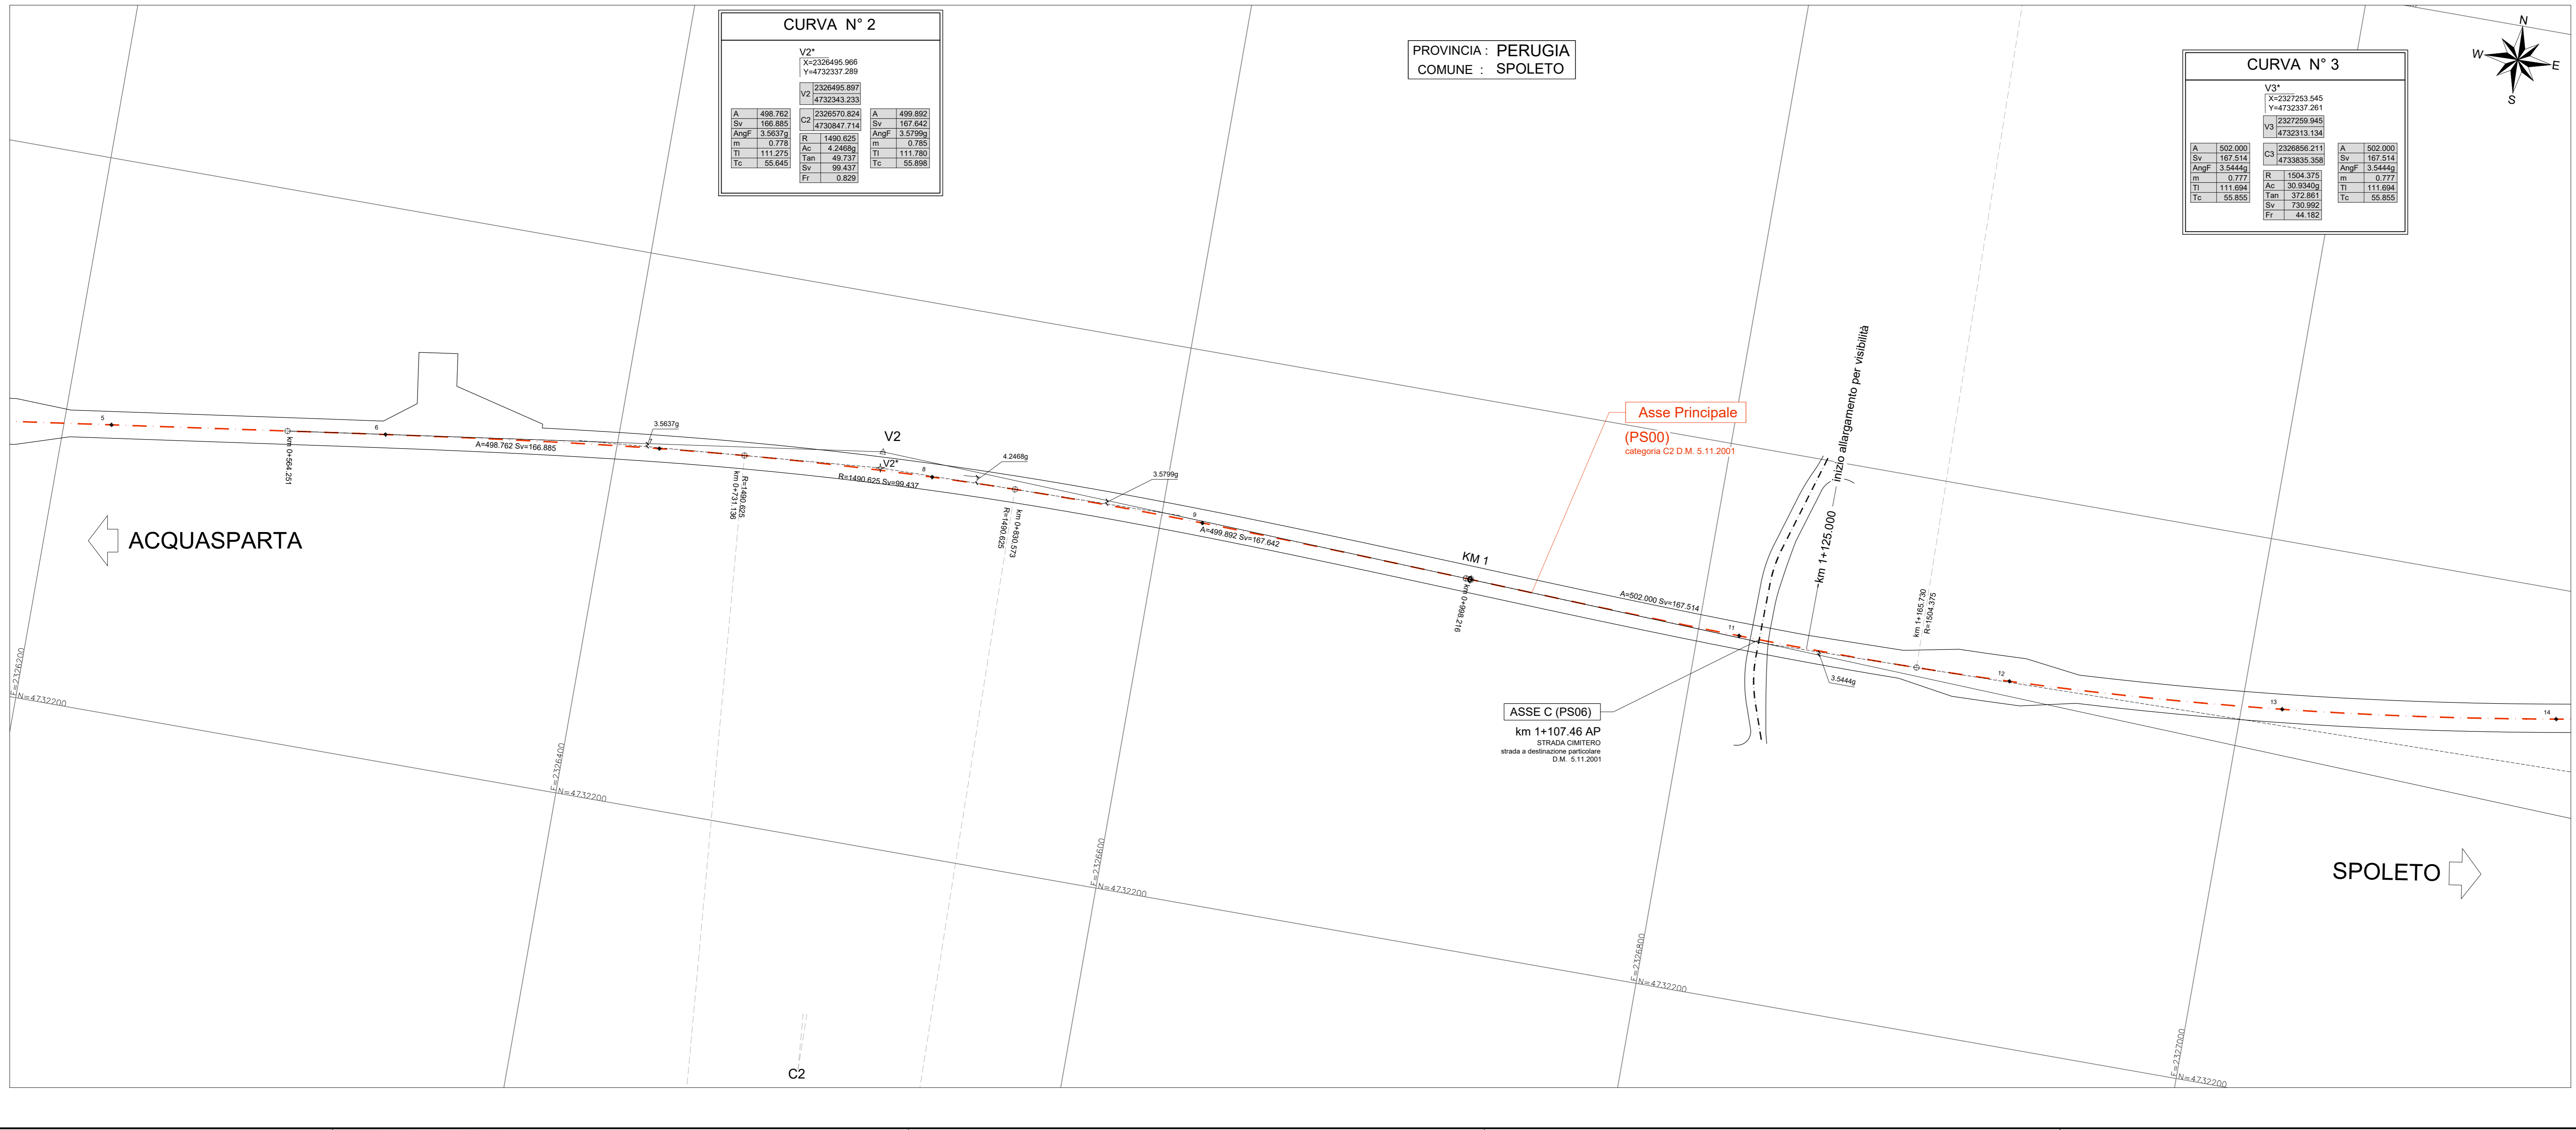 CURVA N° 2
V2*
X=2326495.966
Y=4732337.289
V2 2326495.897
4732343.233
C2 2326570.824
4730847.714
A 498.762
Sv 166.885
AngF 3.5637g
m 0.778
Tl 111.275
Tc 55.645
R 1490.625
Ac 4.2468g
Tan 49.737
Sv 99.437
Fr 0.829
A 499.892
Sv 167.642
AngF 3.5799g
m 0.785
Tl 111.780
Tc 55.898
PROVINCIA : PERUGIA
COMUNE : SPOLETO
CURVA N° 3
V3*
X=2327253.545
Y=4732337.261
V3 2327259.945
4732313.134
C3 2326856.211
4733835.358
A 502.000
Sv 167.514
AngF 3.5444g
m 0.777
Tl 111.694
Tc 55.855
R 1504.375
Ac 30.9340g
Tan 372.861
Sv 730.992
Fr 44.182
A 502.000
Sv 167.514
AngF 3.5444g
m 0.777
Tl 111.694
Tc 55.855
N
W
E
S
5
km 0+564.251
6
A=498.762 Sv=166.885
3.5637g
7
R=1490.625
km 0+731.136
V2
V2*
8
R=1490.625 Sv=99.437
4.2468g
km 0+830.573
R=1490.625
3.5799g
9
A=499.892 Sv=167.642
KM 1
km 0+998.216
Asse Principale
(PS00)
categoria C2 D.M. 5.11.2001
A=502.000 Sv=167.514
11
inizio allargamento per visibilità
km 1+125.000
3.5444g
km 1+165.730
R=1504.375
12
13
14
ASSE C (PS06)
km 1+107.46 AP
STRADA CIMITERO
strada a destinazione particolare
D.M. 5.11.2001
ACQUASPARTA
SPOLETO
C2
E=2326200
N=4732200
E=2326400
N=4732200
E=2326600
N=4732200
E=2326800
N=4732200
E=2327000
N=4732200